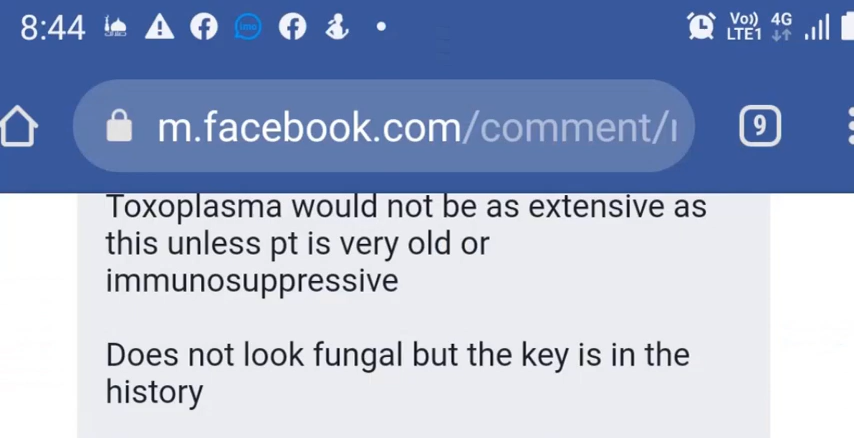 8:44
imo
Vo))
LTE1
4G
m.facebook.com/comment/
9
Toxoplasma would not be as extensive as
this unless pt is very old or
immunosuppressive
Does not look fungal but the key is in the
history